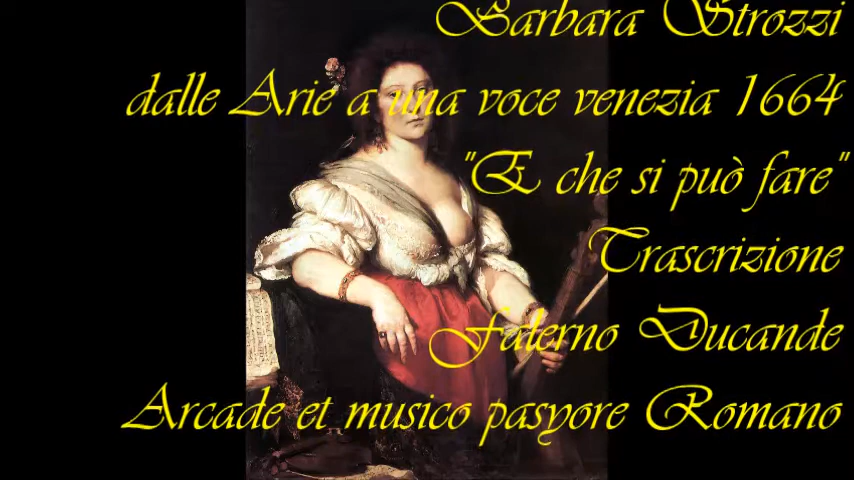 Barbara Strozzi
dalle Arie a una voce venezia 1664
"E che si può fare"
Trascrizione
Falerno Ducande
Arcade et musico pasyore Romano